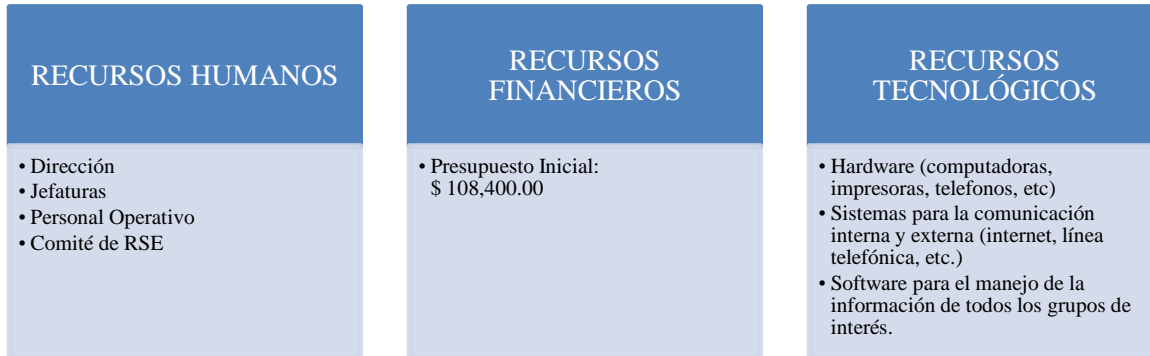 RECURSOS HUMANOS
• Dirección
• Jefaturas
• Personal Operativo
• Comité de RSE
RECURSOS
FINANCIEROS
• Presupuesto Inicial:
$ 108,400.00
RECURSOS
TECNOLÓGICOS
• Hardware (computadoras,
impresoras, telefonos, etc)
• Sistemas para la comunicación
interna y externa (internet, línea
telefónica, etc.)
• Software para el manejo de la
información de todos los grupos de
interés.